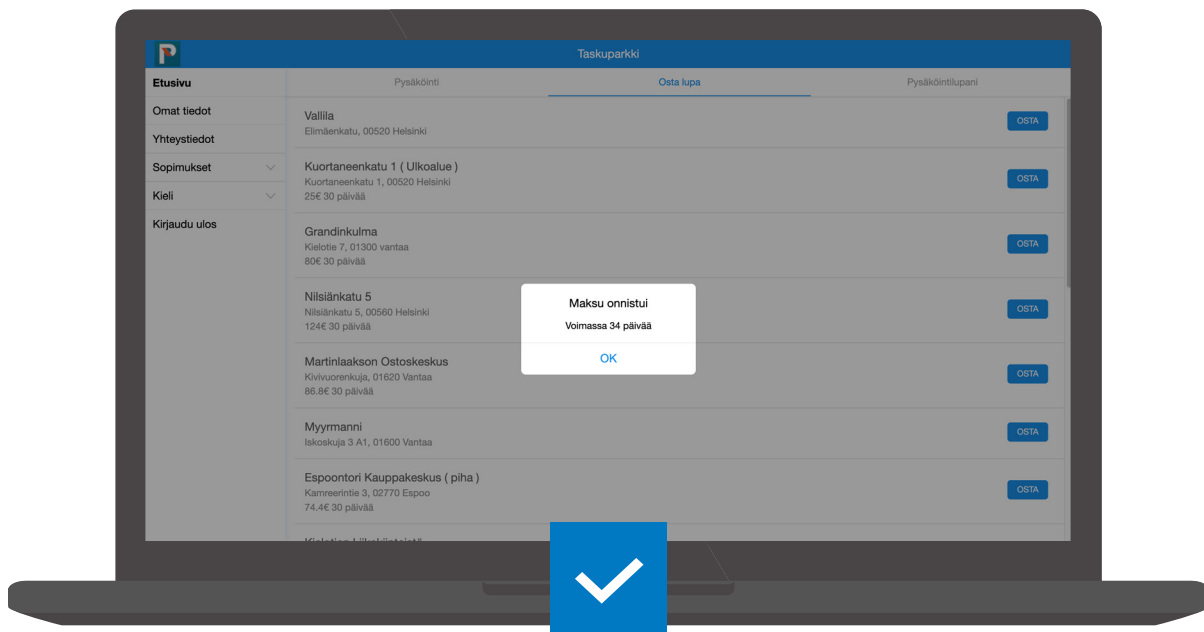 Taskuparkki
Etusivu
Omat tiedot
Yhteystiedot
Sopimukset
Kieli
Kirjaudu ulos
Pysäköinti
Osta lupa
Pysäköintilupani
Vallila
Elimäenkatu, 00520 Helsinki
OSTA
Kuortaneenkatu 1 ( Ulkoalue )
Kuortaneenkatu 1, 00520 Helsinki
25€ 30 päivää
OSTA
Grandinkulma
Kielotie 7, 01300 vantaa
80€ 30 päivää
OSTA
Nilsiänkatu 5
Nilsiänkatu 5, 00560 Helsinki
124€ 30 päivää
OSTA
Maksu onnistui
Voimassa 34 päivää
OK
Martinlaakson Ostoskeskus
Kivivuorenkuja, 01620 Vantaa
86.8€ 30 päivää
OSTA
Myyrmanni
Iskoskuja 3 A1, 01600 Vantaa
OSTA
Espoontori Kauppakeskus ( piha )
Kamreerintie 3, 02770 Espoo
74.4€ 30 päivää
OSTA